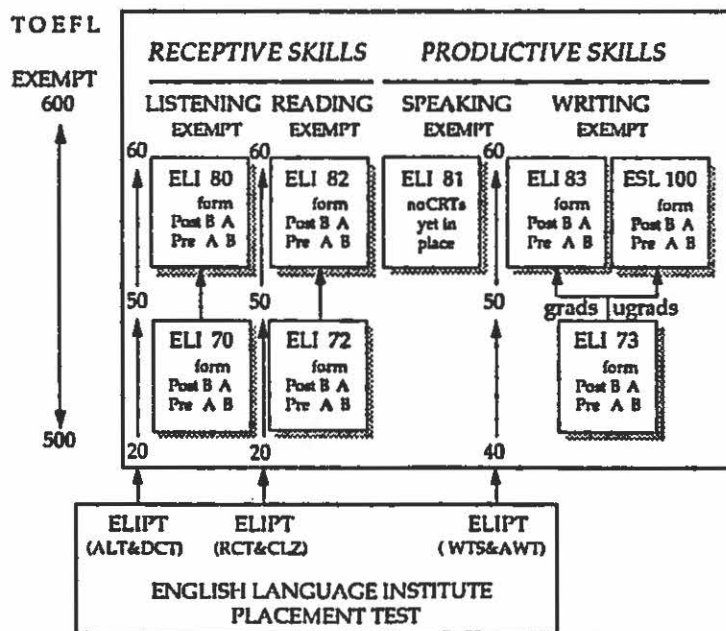 TOEFL
RECEPTIVE SKILLS PRODUCTIVE SKILLS
EXEMPT
600
LISTENING READING SPEAKING WRITING
EXEMPT EXEMPT EXEMPT EXEMPT
60 60 60
ELI 80 ELI 82 ELI 81 ELI 83 ESL 100
form form noCRTs form form
Post B A Post B A yet in Post B A Post B A
Pre A B Pre A B place Pre A B Pre A B
50 50 50
grads ugrads
ELI 70 ELI 72 ELI 73
form form form
Post B A Post B A Post B A
Pre A B Pre A B Pre A B
500
20 20 40
ELIPT ELIPT ELIPT
(ALT&DCT) (RCT&CLZ) (WTS&AWT)
ENGLISH LANGUAGE INSTITUTE
PLACEMENT TEST